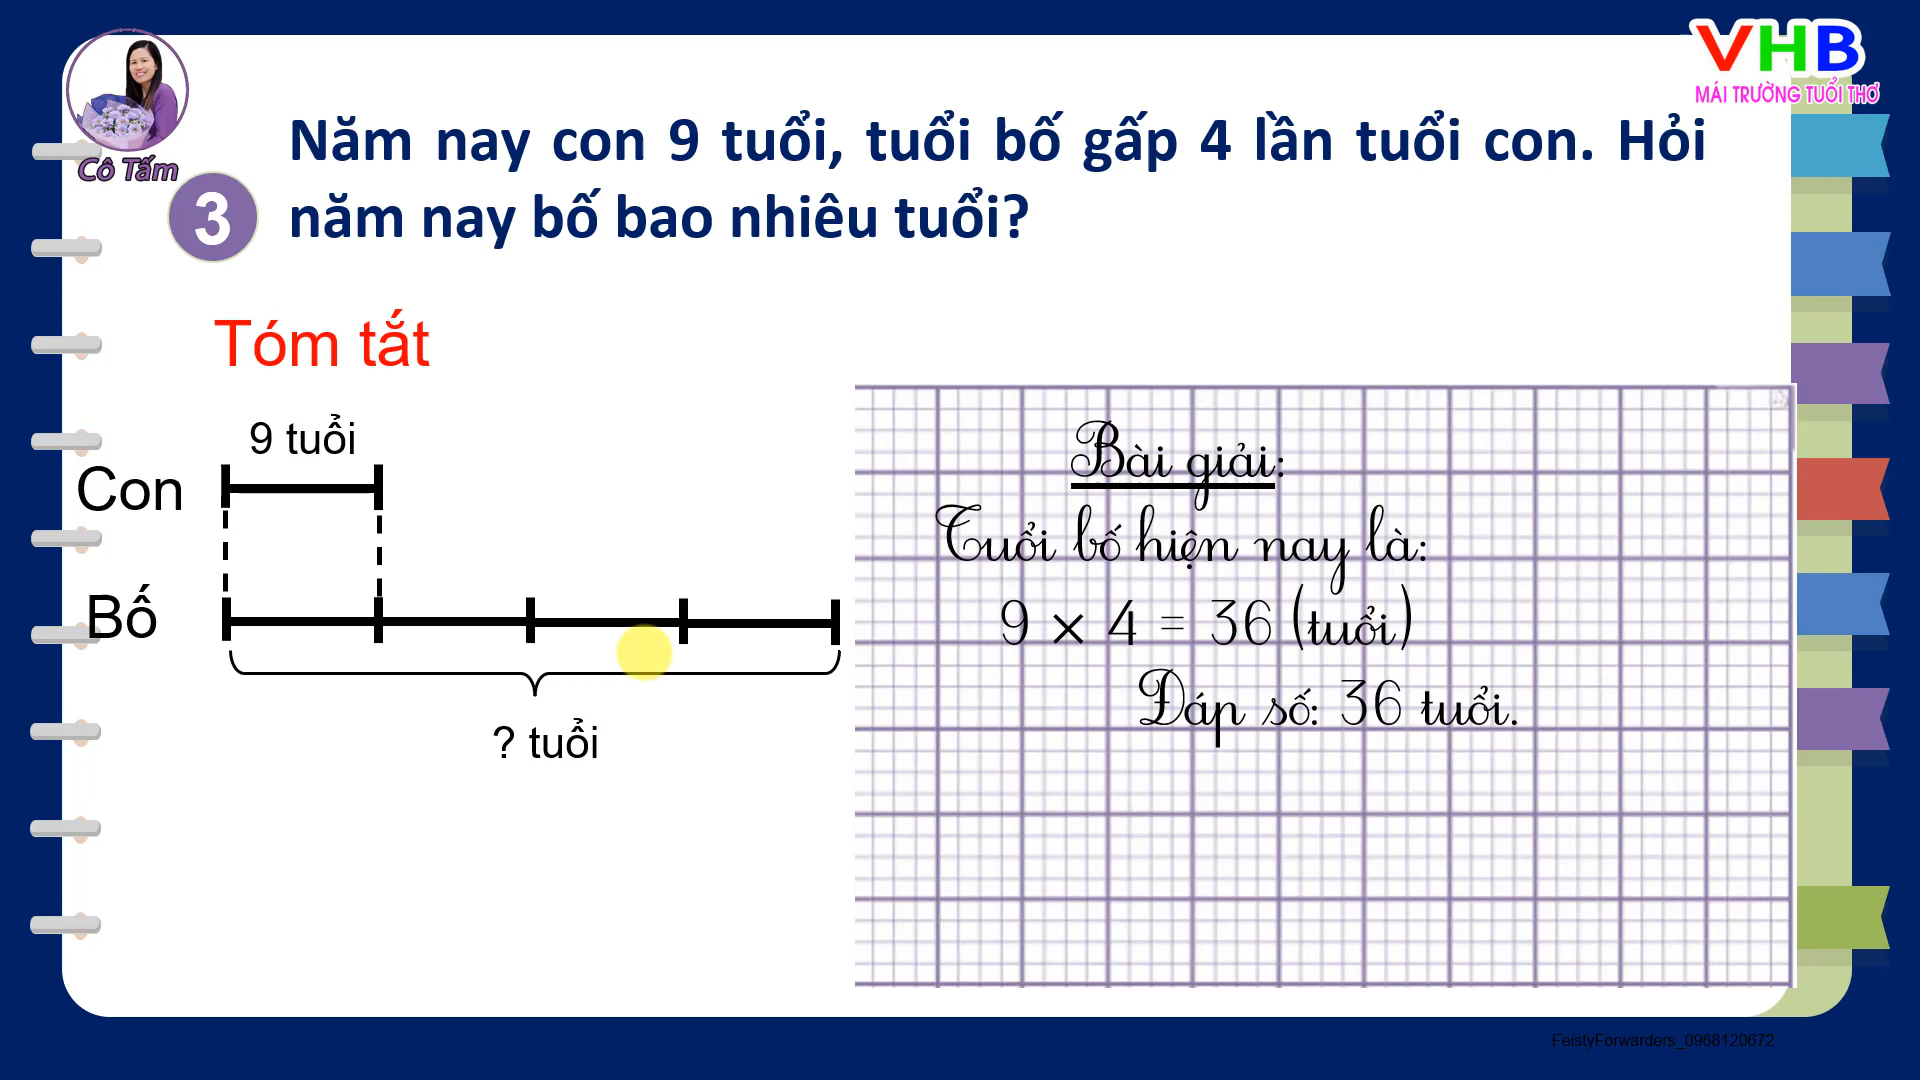 VHB
MÁI TRƯỜNG TUỔI THƠ
Cô Tấm
3
Năm nay con 9 tuổi, tuổi bố gấp 4 lần tuổi con. Hỏi
năm nay bố bao nhiêu tuổi?
Tóm tắt
9 tuổi
Con
Bố
? tuổi
Bài giải:
Tuổi bố hiện nay là:
9 × 4 = 36 (tuổi)
Đáp số: 36 tuổi.
FeistyForwarders_0968120672